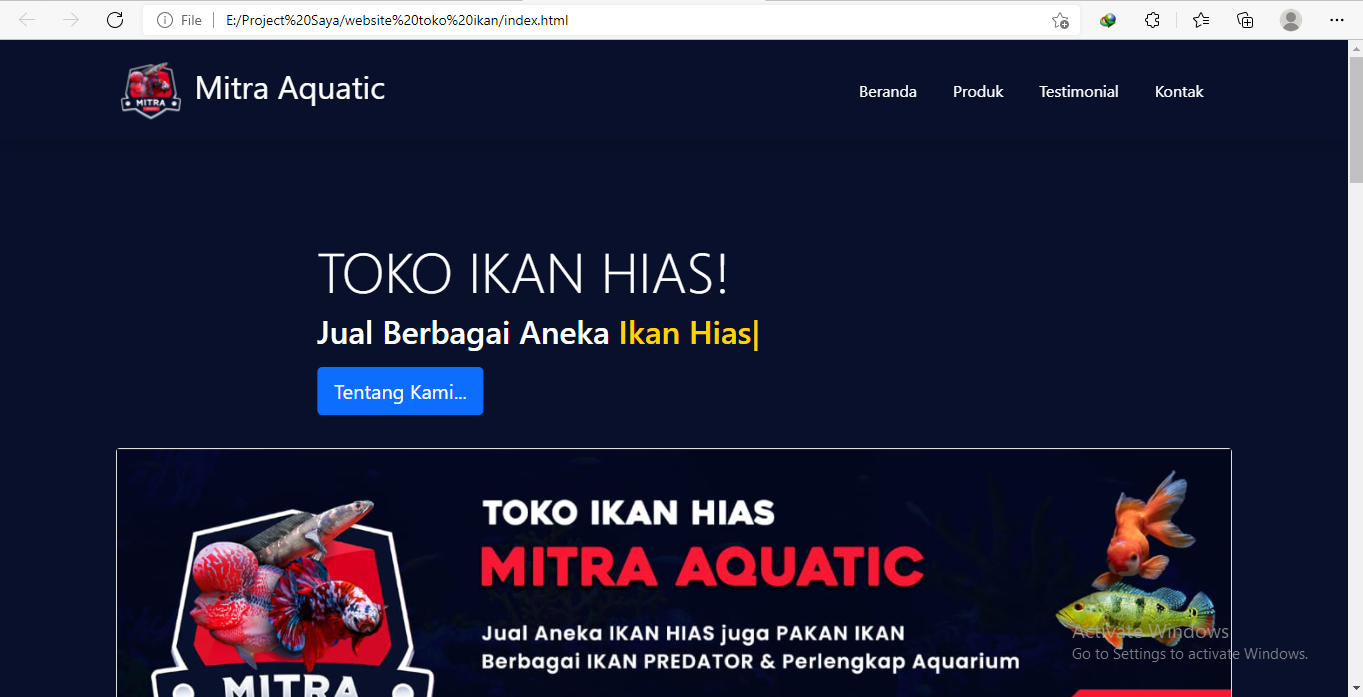 File
E:/Project%20Saya/website%20toko%20ikan/index.html
MITRA
Mitra Aquatic
Beranda
Produk
Testimonial
Kontak
TOKO IKAN HIAS!
Jual Berbagai Aneka Ikan Hias|
Tentang Kami...
TOKO IKAN HIAS
MITRA AQUATIC
Jual Aneka IKAN HIAS juga PAKAN IKAN
Berbagai IKAN PREDATOR & Perlengkap Aquarium
MITRA
Activate Windows
Go to Settings to activate Windows.